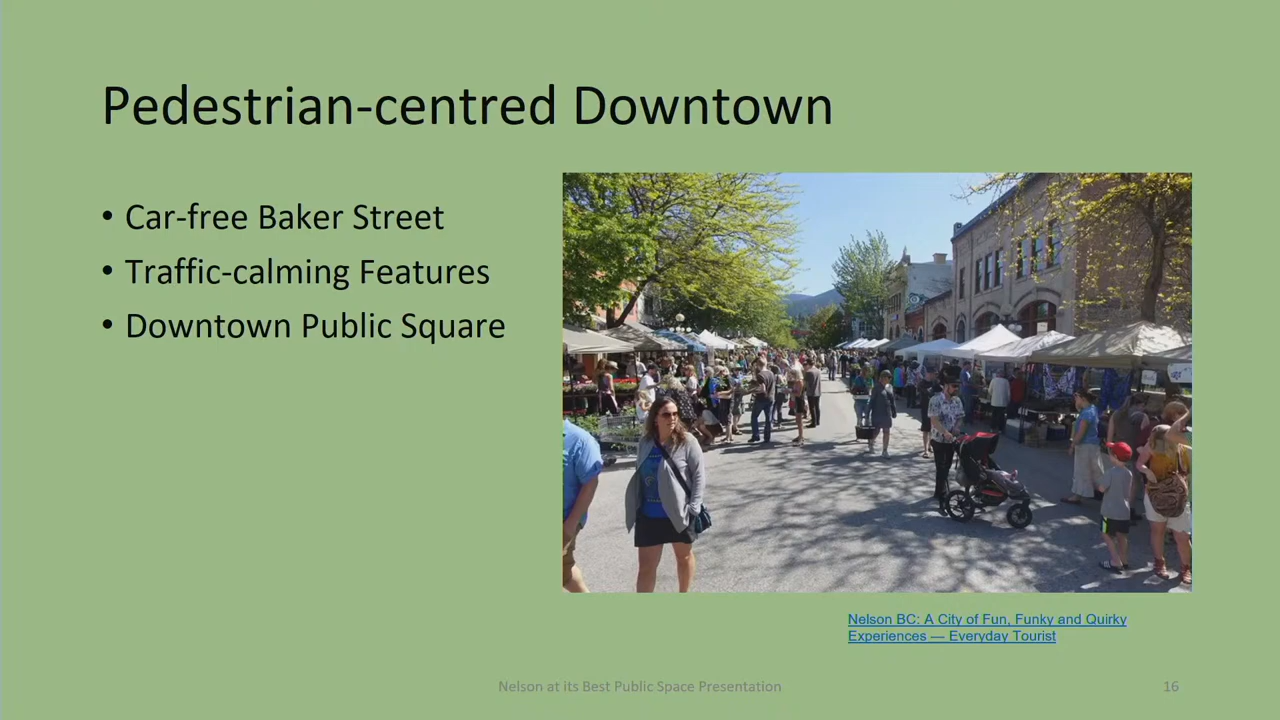 Pedestrian-centred Downtown
• Car-free Baker Street
• Traffic-calming Features
• Downtown Public Square
Nelson BC: A City of Fun, Funky and Quirky
Experiences — Everyday Tourist
Nelson at its Best Public Space Presentation
16